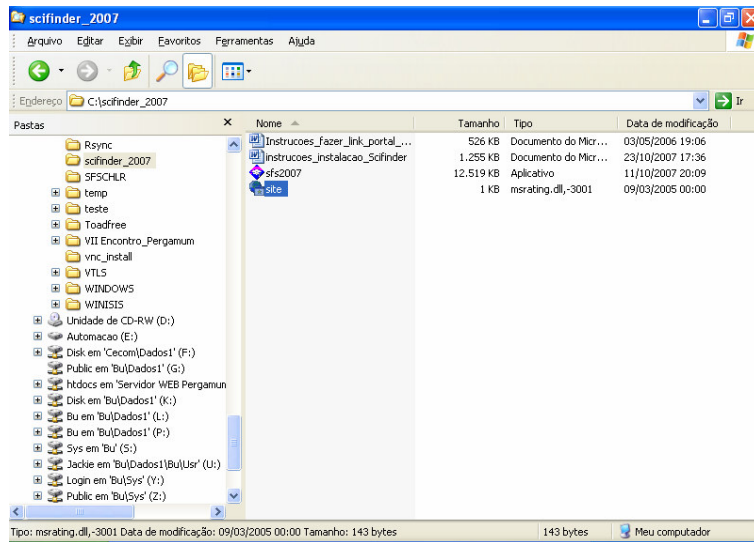 scifinder_2007
Arquivo Editar Exibir Favoritos Ferramentas Ajuda
Endereço C:\scifinder_2007 Ir
Pastas
Rsync
scifinder_2007
SFSCHLR
temp
teste
Toadfree
VII Encontro_Pergamum
vnc_install
VTLS
WINDOWS
WINISIS
Unidade de CD-RW (D:)
Automacao (E:)
Disk em 'Cecom\Dados1' (F:)
Public em 'Bu\Dados1' (G:)
htdocs em 'Servidor WEB Pergamun
Disk em 'Bu\Dados1' (K:)
Bu em 'Bu\Dados1' (L:)
Bu em 'Bu\Dados1' (P:)
Sys em 'Bu' (S:)
Jackie em 'Bu\Dados1\Bu\Usr' (U:)
Login em 'Bu\Sys' (Y:)
Public em 'Bu\Sys' (Z:)
Nome Tamanho Tipo Data de modificação
Instrucoes_fazer_link_portal_... 526 KB Documento do Micr... 03/05/2006 19:06
instrucoes_instalacao_Scifinder 1.255 KB Documento do Micr... 23/10/2007 17:36
sfs2007 12.519 KB Aplicativo 11/10/2007 20:09
site 1 KB msrating.dll,-3001 09/03/2005 00:00
Tipo: msrating.dll,-3001 Data de modificação: 09/03/2005 00:00 Tamanho: 143 bytes 143 bytes Meu computador